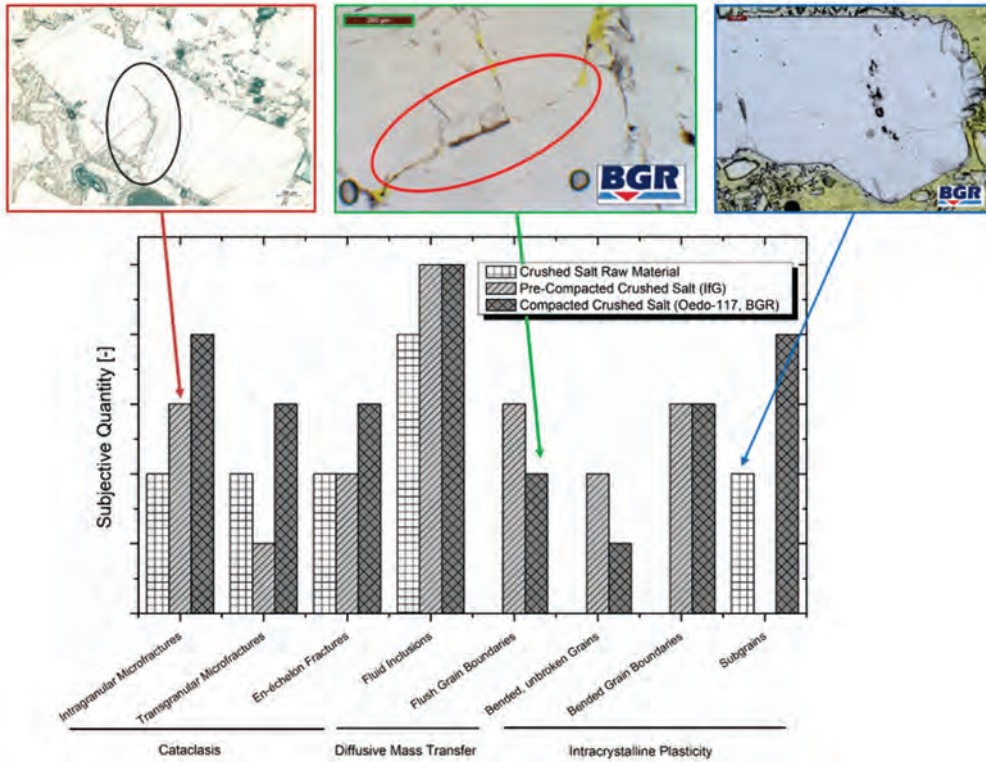 200 µm
BGR
BGR
Crushed Salt Raw Material
Pre-Compacted Crushed Salt (IfG)
Compacted Crushed Salt (Oedo-117, BGR)
Subjective Quantity [-]
Intragranular Microfractures
Transgranular Microfractures
En-échelon Fractures
Fluid Inclusions
Flush Grain Boundaries
Bended, unbroken Grains
Bended Grain Boundaries
Subgrains
Cataclasis
Diffusive Mass Transfer
Intracrystalline Plasticity